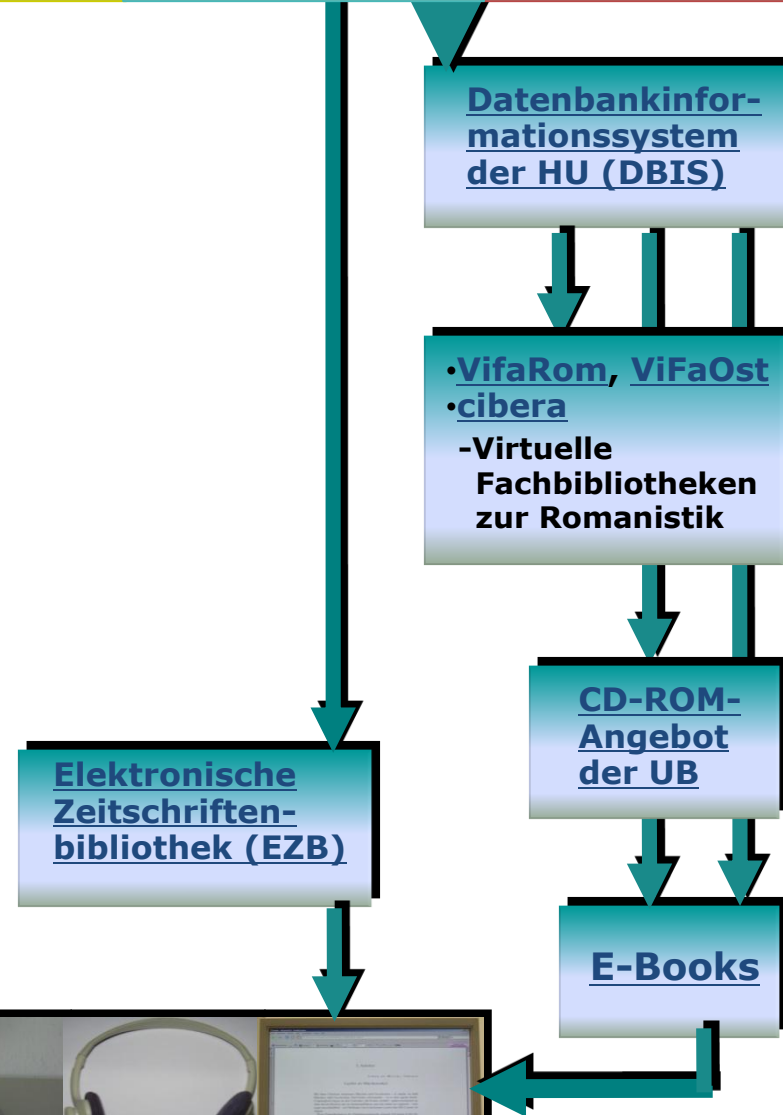 Datenbankinfor-
mationssystem
der HU (DBIS)
•VifaRom, ViFaOst
•cibera
-Virtuelle
Fachbibliotheken
zur Romanistik
CD-ROM-
Angebot
der UB
Elektronische
Zeitschriften-
bibliothek (EZB)
E-Books